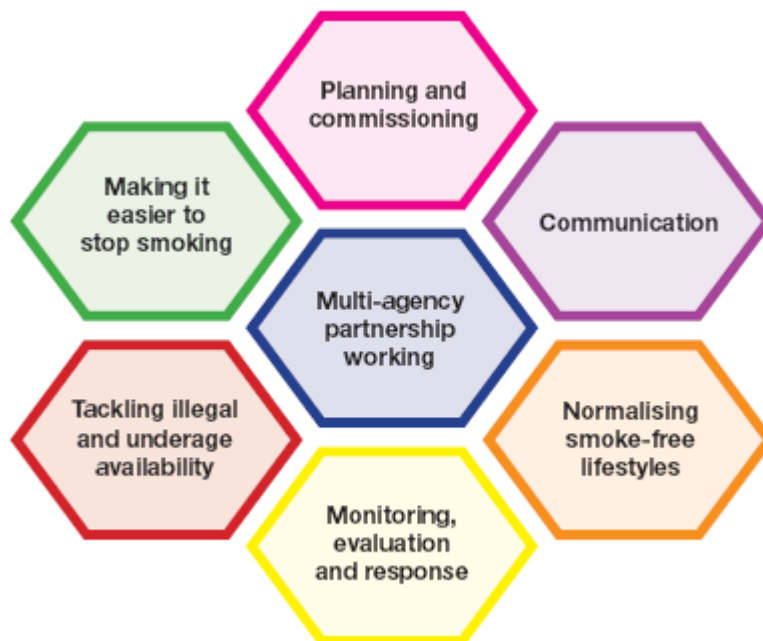 Planning and
commissioning
Making it
easier to
stop smoking
Communication
Multi-agency
partnership
working
Tackling illegal
and underage
availability
Normalising
smoke-free
lifestyles
Monitoring,
evaluation
and response